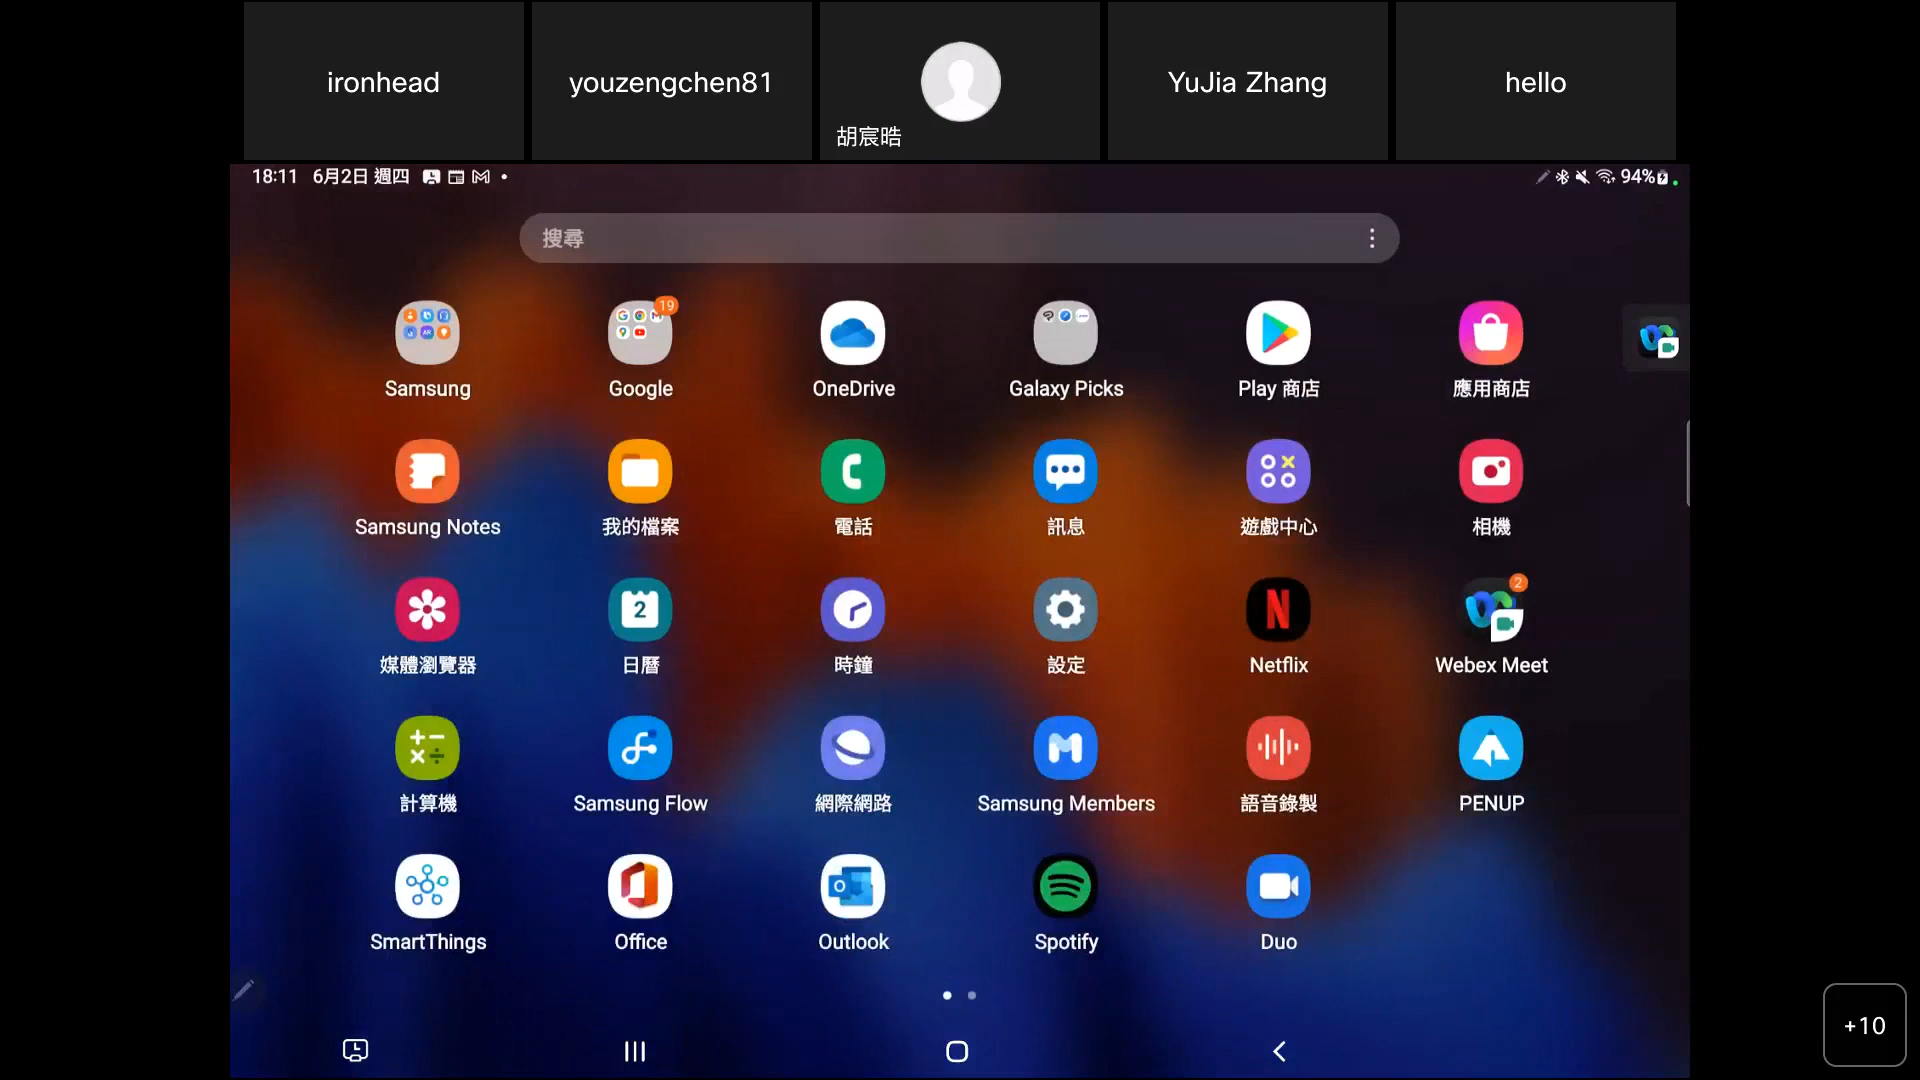 ironhead
youzengchen81
胡宸晧
YuJia Zhang
hello
18:11 6月2日 週四
94%
搜尋
19
Samsung
Google
OneDrive
Galaxy Picks
Play 商店
應用商店
Samsung Notes
我的檔案
電話
訊息
遊戲中心
相機
2
2
媒體瀏覽器
日曆
時鐘
設定
Netflix
Webex Meet
計算機
Samsung Flow
網際網路
Samsung Members
語音錄製
PENUP
SmartThings
Office
Outlook
Spotify
Duo
+10